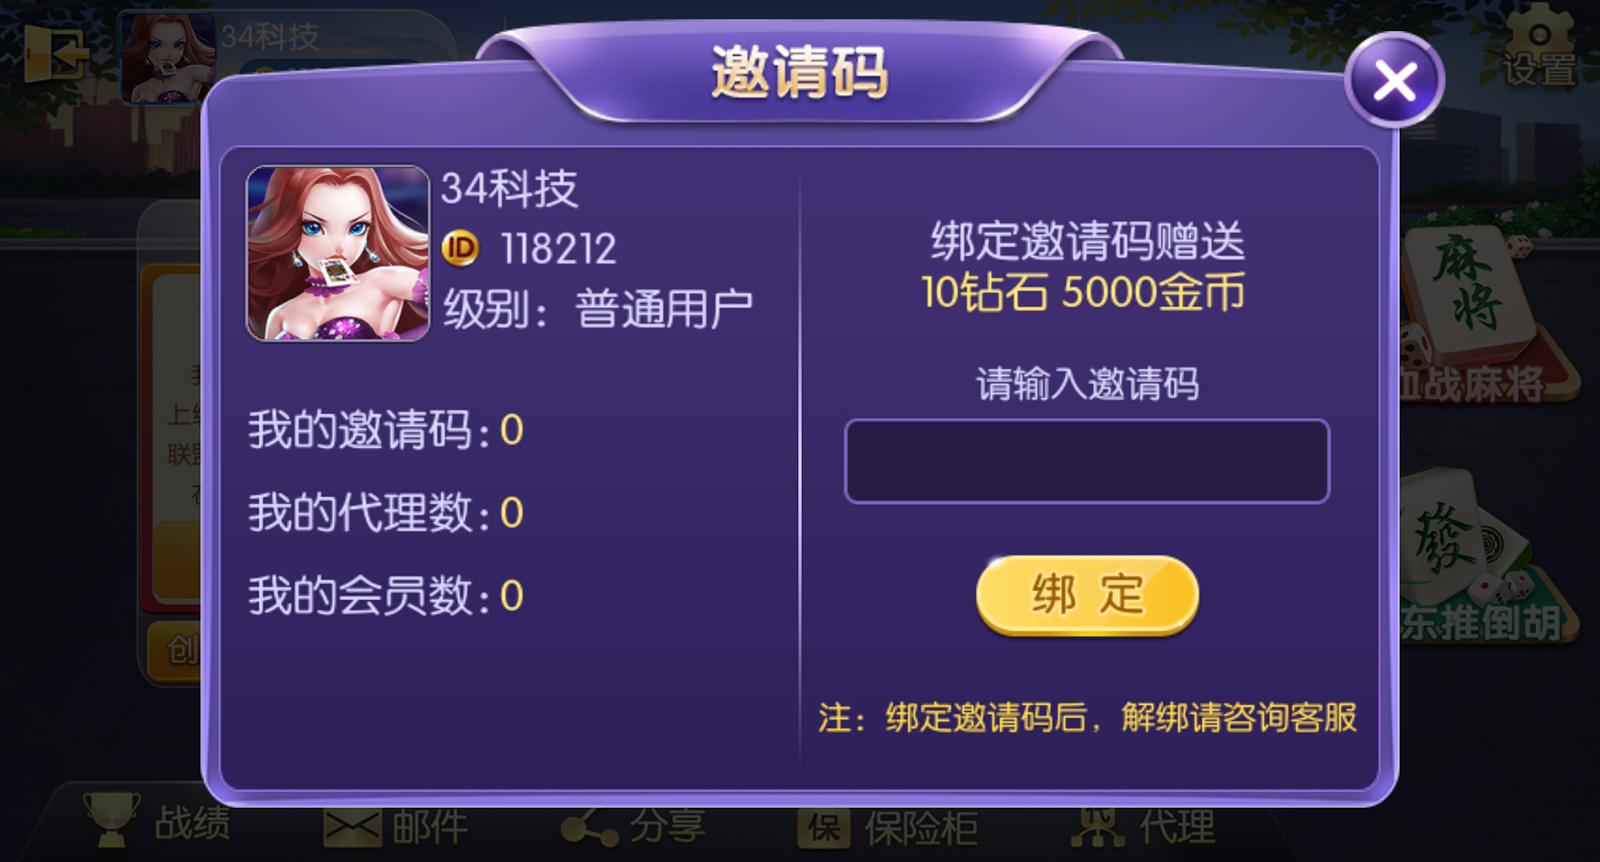 34科技
设置
邀请码
34科技
ID 118212
级别：普通用户
我的邀请码:0
我的代理数:0
我的会员数:0
绑定邀请码赠送
10钻石 5000金币
请输入邀请码
绑 定
注：绑定邀请码后，解绑请咨询客服
麻
将
血战麻将
發
东推倒胡
上
联盟
创
战绩
邮件
分享
保 保险柜
代理